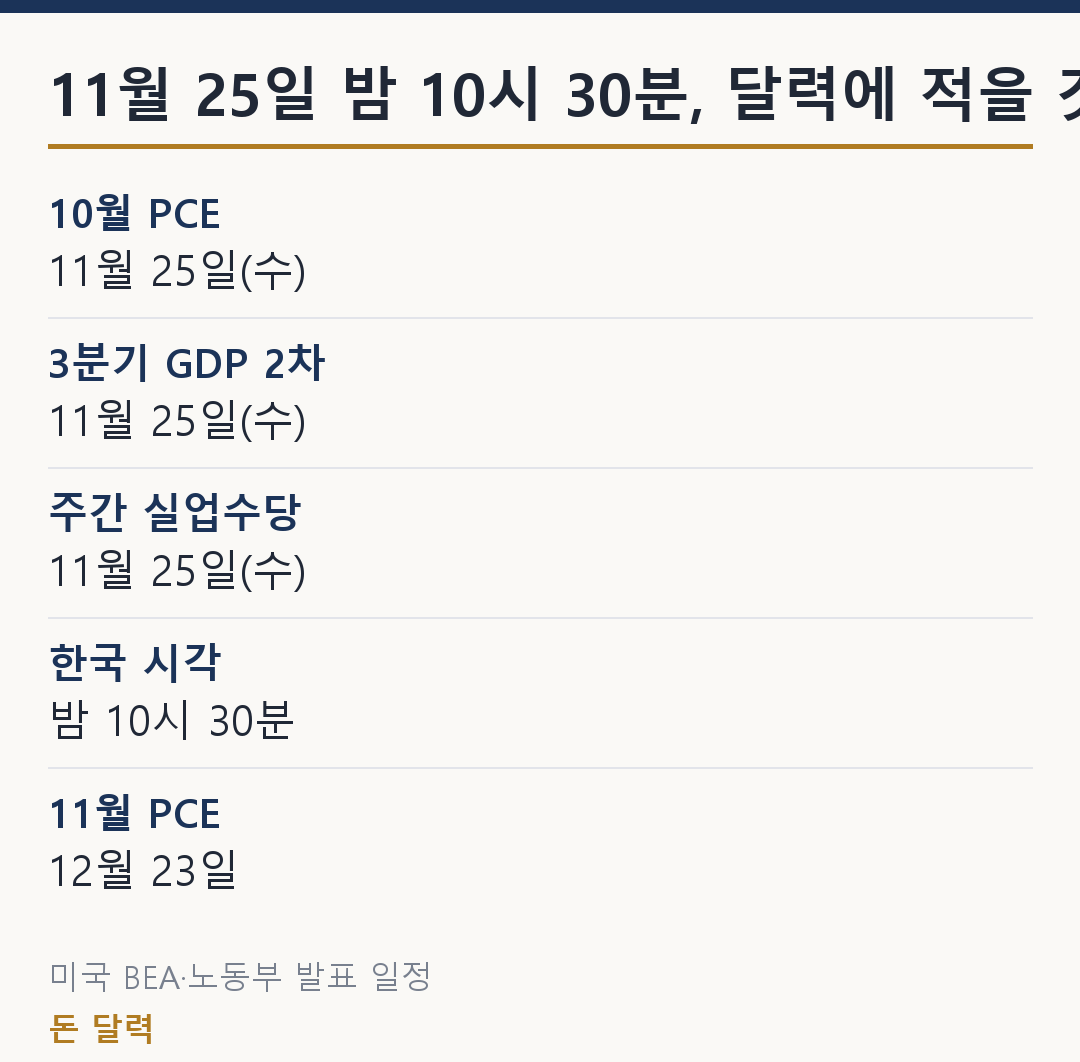 11월 25일 밤 10시 30분, 달력에 적을
10월 PCE
11월 25일(수)
3분기 GDP 2차
11월 25일(수)
주간 실업수당
11월 25일(수)
한국 시각
밤 10시 30분
11월 PCE
12월 23일
미국 BEA·노동부 발표 일정
돈 달력